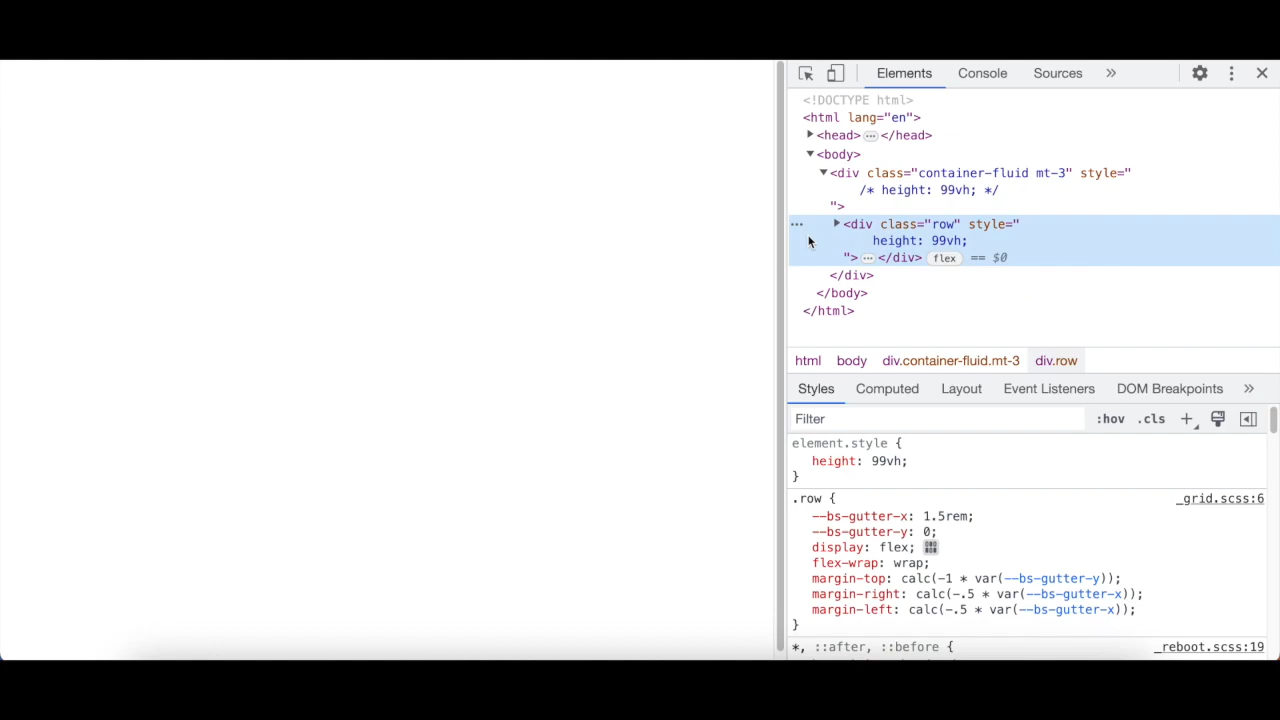 Elements Console Sources »
<!DOCTYPE html>
<html lang="en">
<head> ⋯ </head>
<body>
<div class="container-fluid mt-3" style="
/* height: 99vh; */
">
<div class="row" style="
height: 99vh;
"> ⋯ </div> flex == $0
</div>
</body>
</html>
html body div.container-fluid.mt-3 div.row
Styles Computed Layout Event Listeners DOM Breakpoints »
Filter :hov .cls +
element.style {
height: 99vh;
}
.row { _grid.scss:6
--bs-gutter-x: 1.5rem;
--bs-gutter-y: 0;
display: flex;
flex-wrap: wrap;
margin-top: calc(-1 * var(--bs-gutter-y));
margin-right: calc(-.5 * var(--bs-gutter-x));
margin-left: calc(-.5 * var(--bs-gutter-x));
}
*, ::after, ::before { _reboot.scss:19